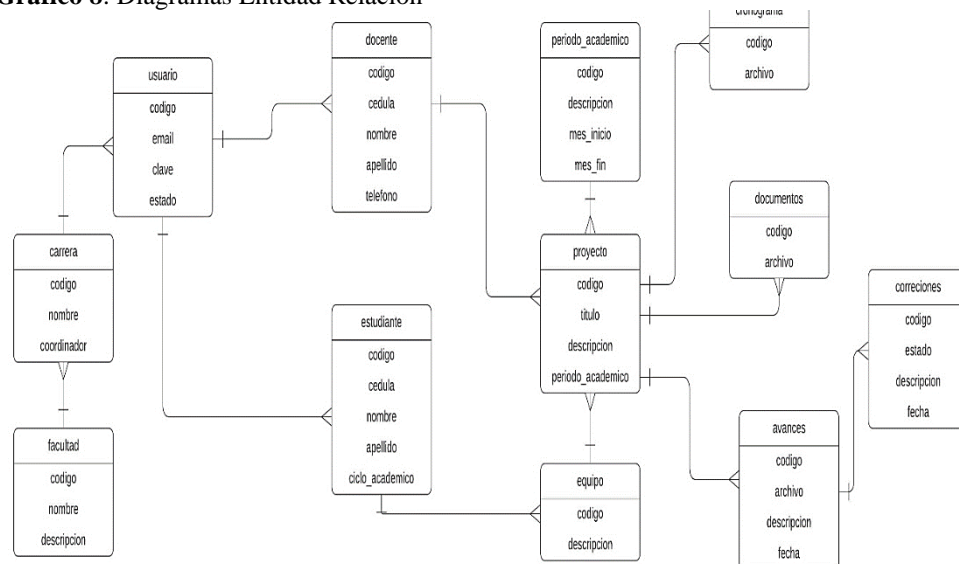 Gráfico 8: Diagramas Entidad Relación
usuario
codigo
email
clave
estado
carrera
codigo
nombre
coordinador
facultad
codigo
nombre
descripcion
docente
codigo
cedula
nombre
apellido
telefono
estudiante
codigo
cedula
nombre
apellido
ciclo_academico
periodo_academico
codigo
descripcion
mes_inicio
mes_fin
proyecto
codigo
titulo
descripcion
periodo_academico
equipo
codigo
descripcion
cronograma
codigo
archivo
documentos
codigo
archivo
avances
codigo
archivo
descripcion
fecha
correciones
codigo
estado
descripcion
fecha